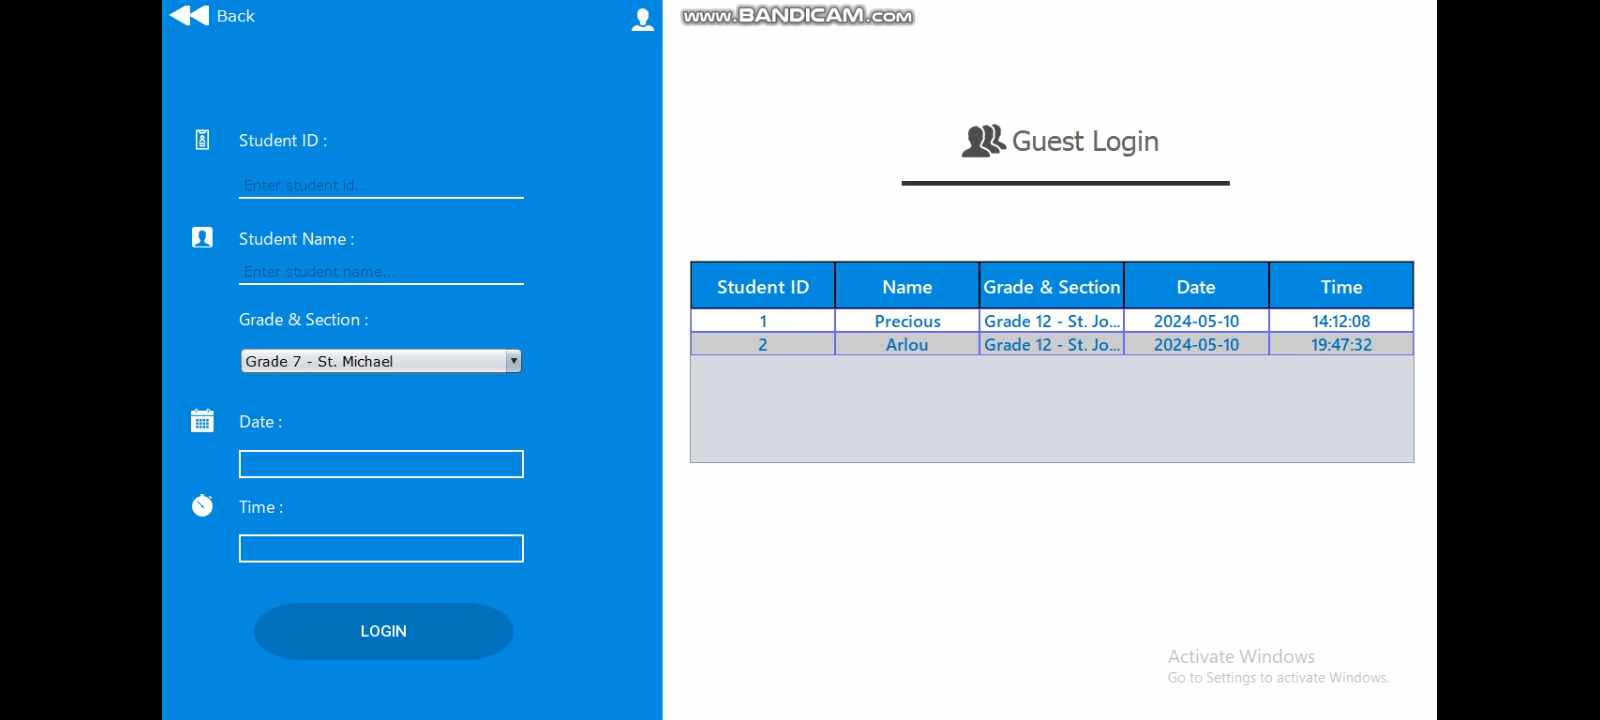 Back
www.BANDICAM.com
Student ID :
Enter student id...
Student Name :
Enter student name...
Grade & Section :
Grade 7 - St. Michael
Date :
Time :
LOGIN
Guest Login
Student ID Name Grade & Section Date Time
1 Precious Grade 12 - St. Jo... 2024-05-10 14:12:08
2 Arlou Grade 12 - St. Jo... 2024-05-10 19:47:32
Activate Windows
Go to Settings to activate Windows.